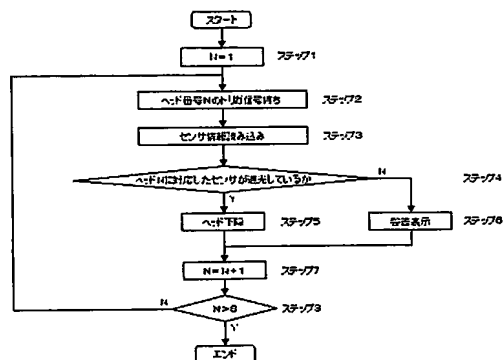 スタート
N=1 ステップ1
ヘッド番号Nのトリガ信号待ち ステップ2
センサ情報読み込み ステップ3
ヘッドNに対応したセンサが遮光しているか N ステップ4
Y
ヘッド下降 ステップ5 警告表示 ステップ6
N=N+1 ステップ7
N N>8
Y
エンド